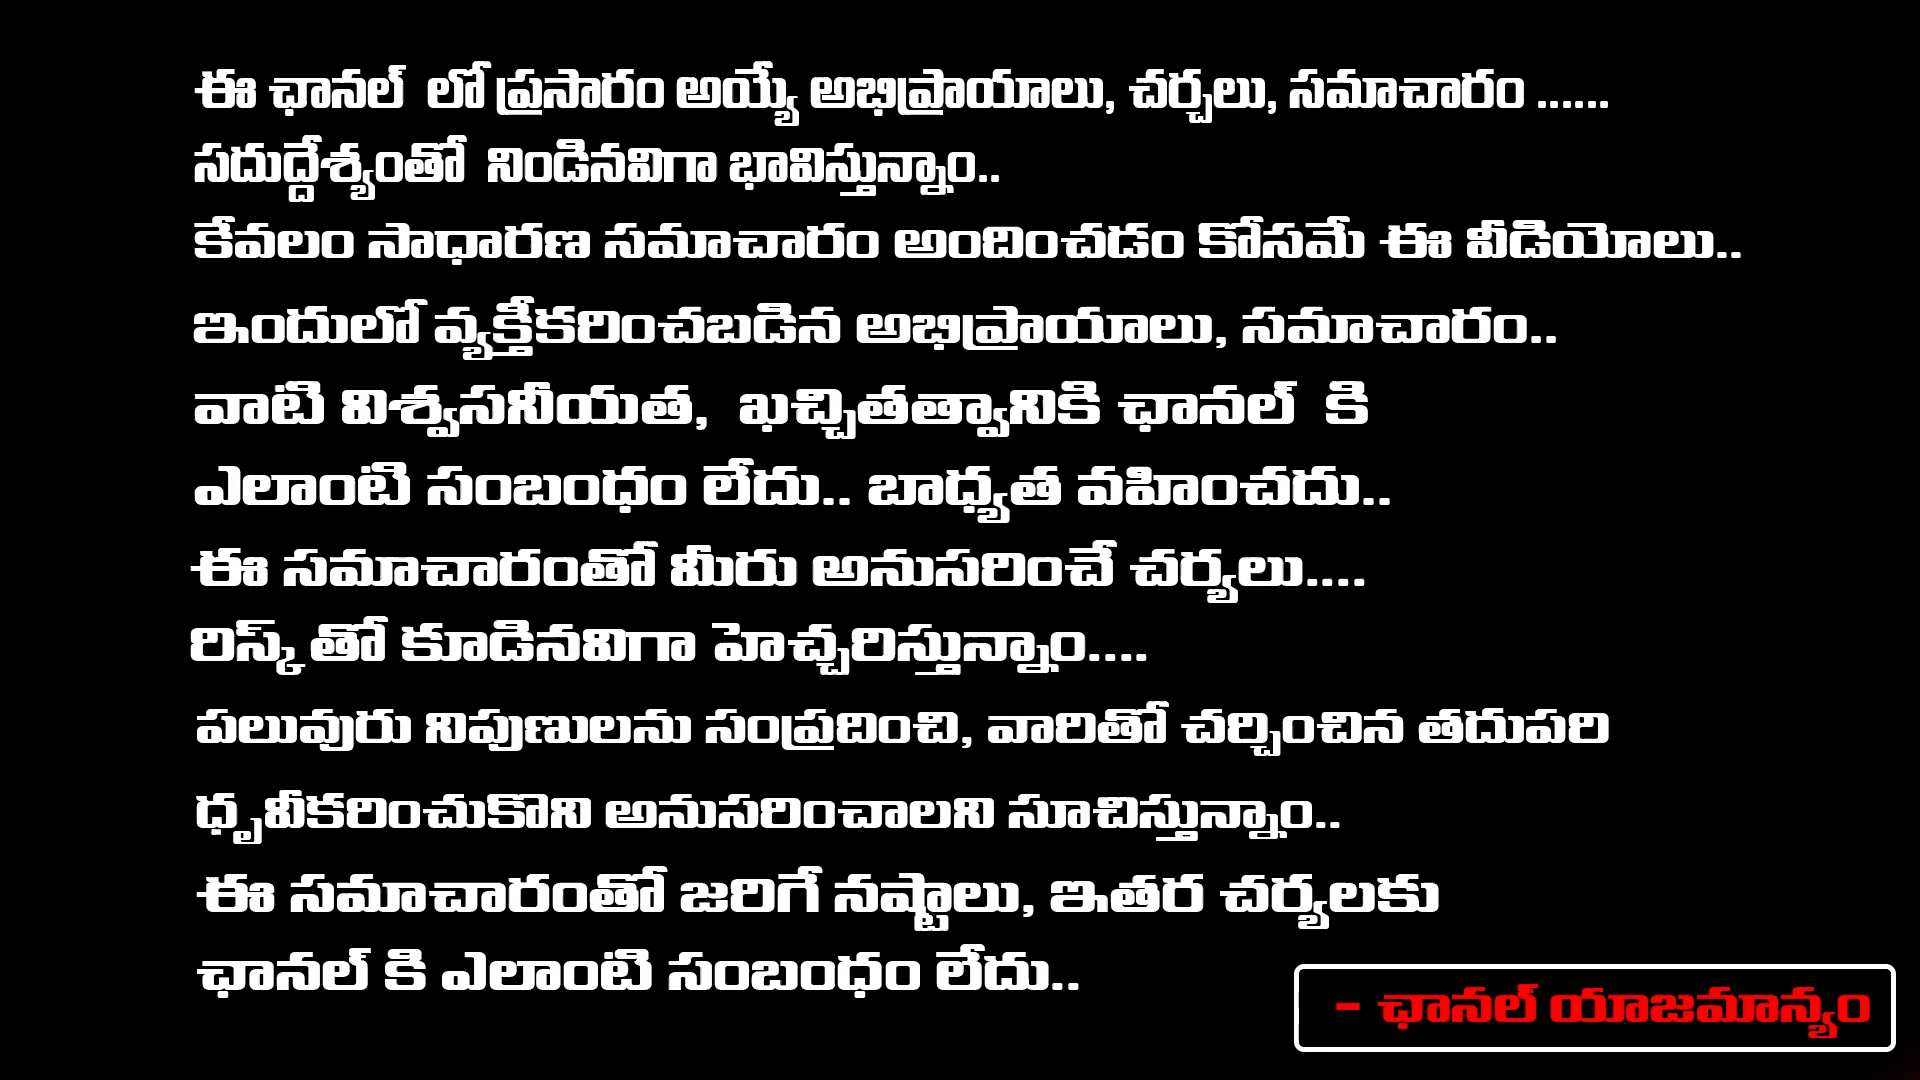 ఈ ఛానల్ లో ప్రసారం అయ్యే అభిప్రాయాలు, చర్చలు, సమాచారం ......
సదుద్దేశ్యంతో నిండినవిగా భావిస్తున్నాం..
కేవలం సాధారణ సమాచారం అందించడం కోసమే ఈ వీడియోలు..
ఇందులో వ్యక్తీకరించబడిన అభిప్రాయాలు, సమాచారం..
వాటి విశ్వసనీయత, ఖచ్చితత్వానికి ఛానల్ కి
ఎలాంటి సంబంధం లేదు.. బాధ్యత వహించదు..
ఈ సమాచారంతో మీరు అనుసరించే చర్యలు....
రిస్క్ తో కూడినవిగా హెచ్చరిస్తున్నాం....
పలువురు నిపుణులను సంప్రదించి, వారితో చర్చించిన తదుపరి
ధృవీకరించుకొని అనుసరించాలని సూచిస్తున్నాం..
ఈ సమాచారంతో జరిగే నష్టాలు, ఇతర చర్యలకు
ఛానల్ కి ఎలాంటి సంబంధం లేదు..
- ఛానల్ యాజమాన్యం